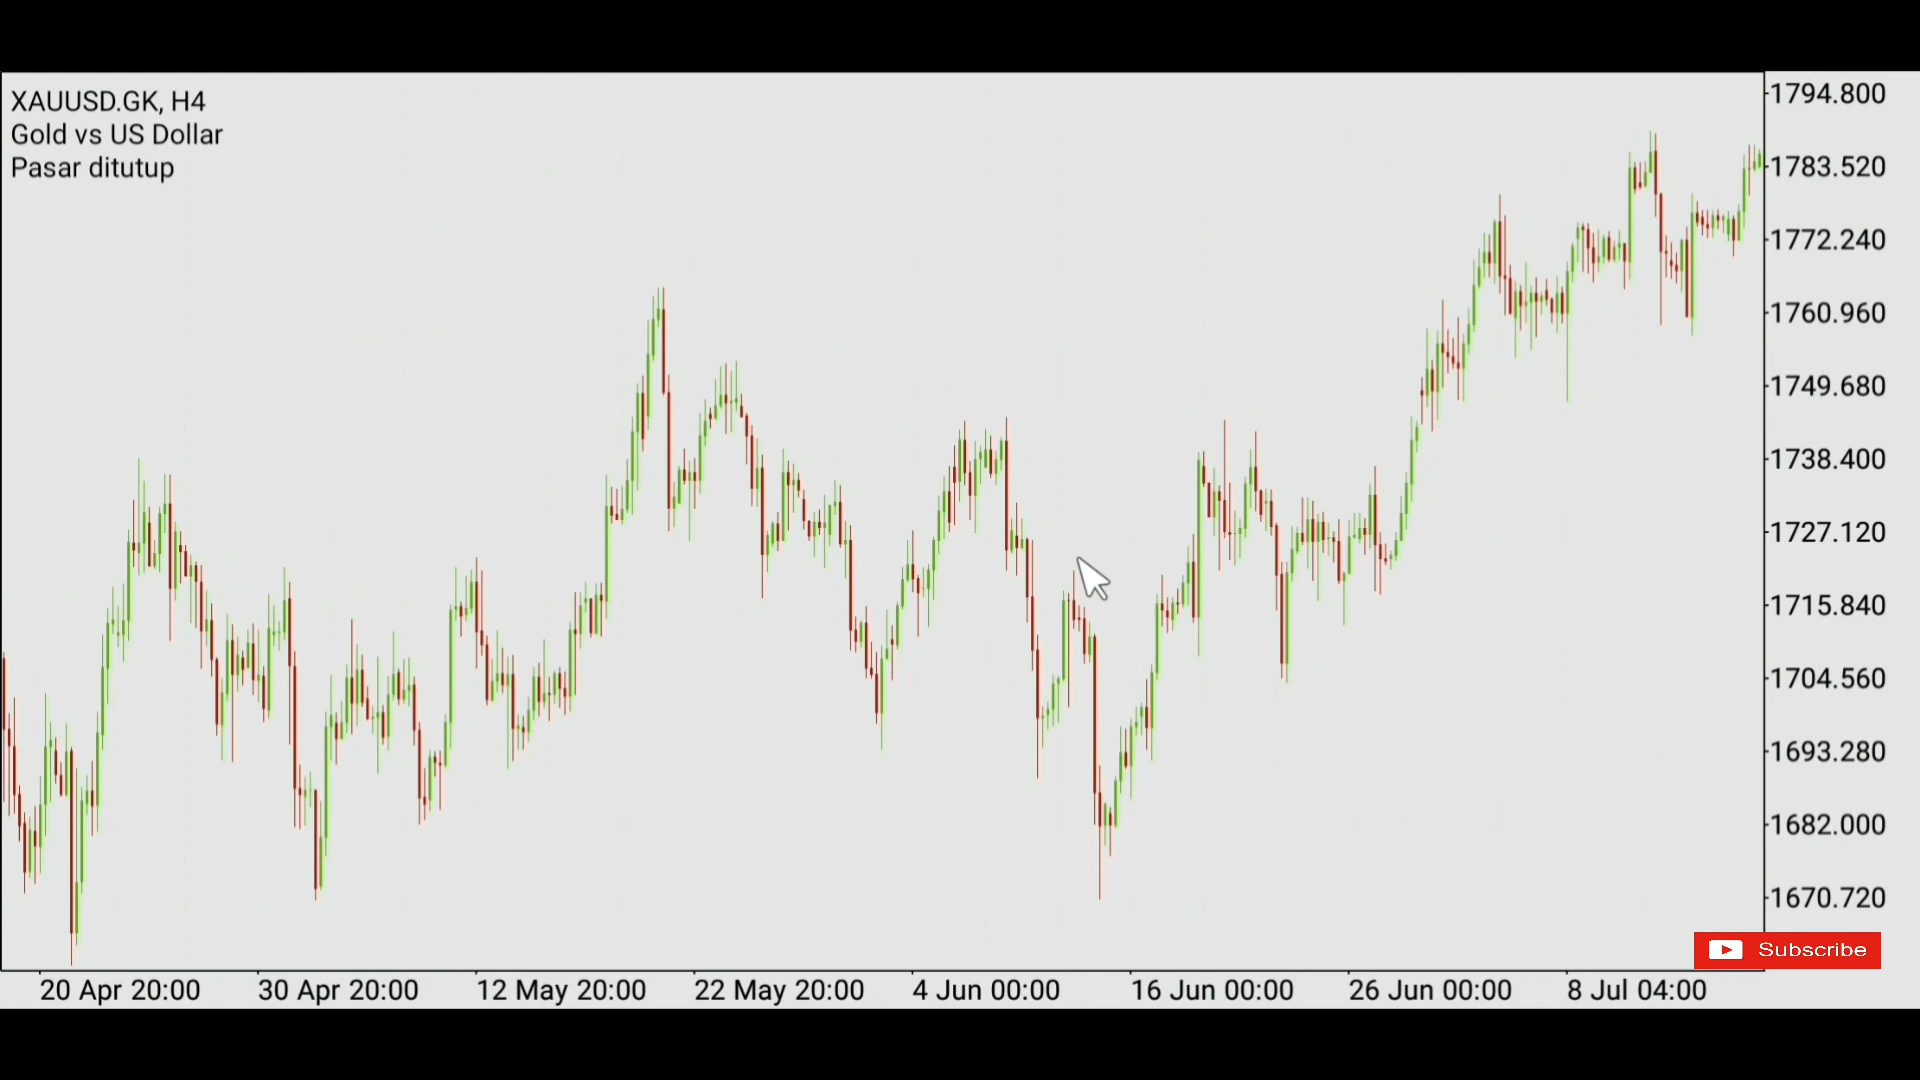 XAUUSD.GK, H4
Gold vs US Dollar
Pasar ditutup
1794.800
1783.520
1772.240
1760.960
1749.680
1738.400
1727.120
1715.840
1704.560
1693.280
1682.000
1670.720
Subscribe
20 Apr 20:00 30 Apr 20:00 12 May 20:00 22 May 20:00 4 Jun 00:00 16 Jun 00:00 26 Jun 00:00 8 Jul 04:00